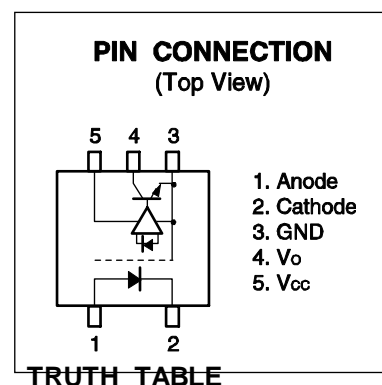 PIN CONNECTION
(Top View)
5 4 3
1. Anode
2. Cathode
3. GND
4. Vo
5. Vcc
1 2
TRUTH TABLE